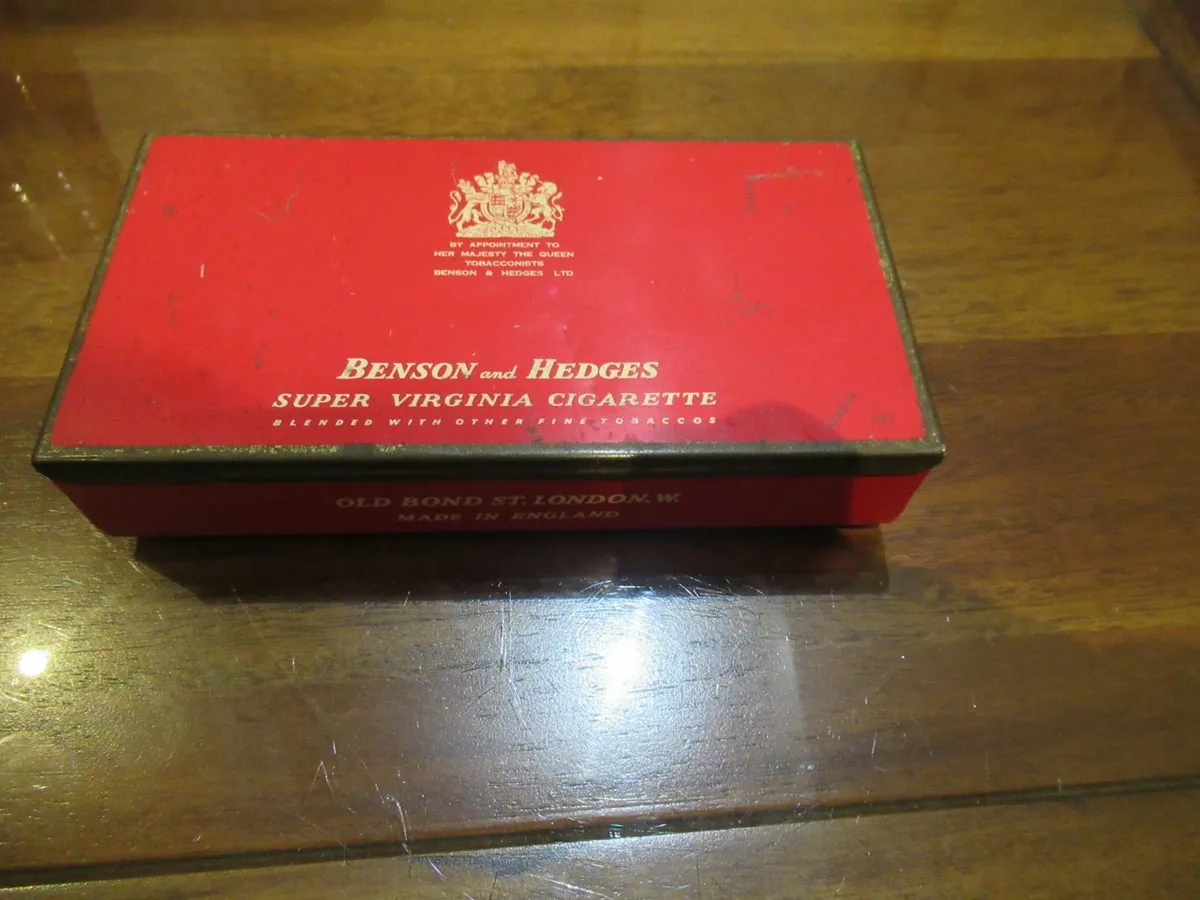 BY APPOINTMENT TO
HER MAJESTY THE QUEEN
TOBACCONISTS
BENSON & HEDGES LTD
BENSON and HEDGES
SUPER VIRGINIA CIGARETTE
BLENDED WITH OTHER FINE TOBACCOS
OLD BOND ST. LONDON. W.
MADE IN ENGLAND